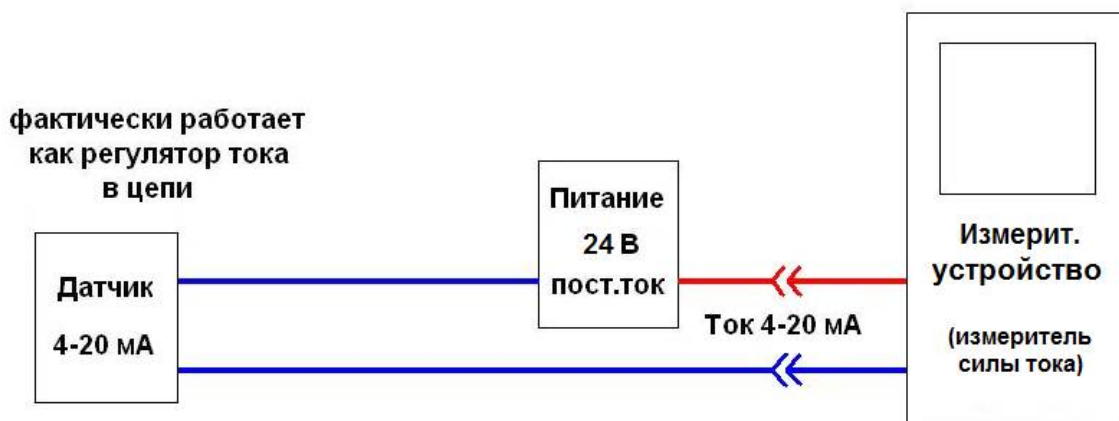 фактически работает
как регулятор тока
в цепи
Датчик
4-20 мА
Питание
24 В
пост.ток
Ток 4-20 мА
Измерит.
устройство
(измеритель
силы тока)